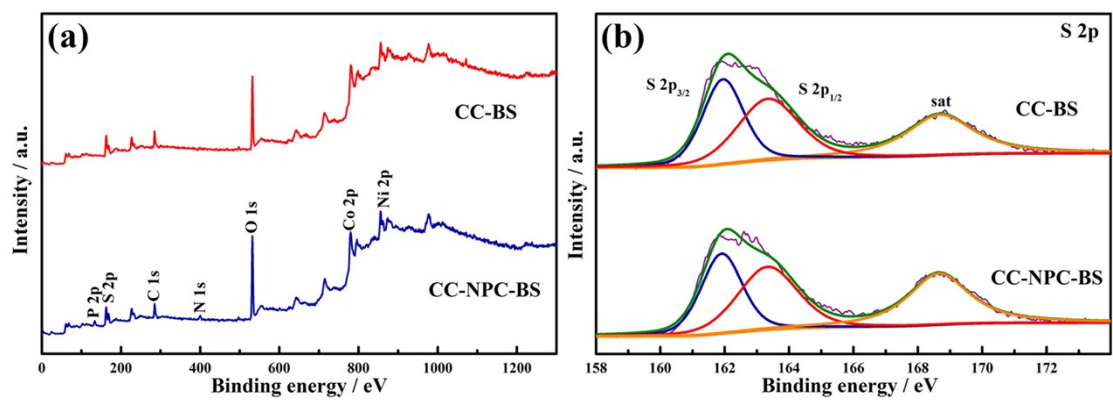 (a)
CC-BS
P 2p
S 2p
C 1s
N 1s
O 1s
Co 2p
Ni 2p
CC-NPC-BS
Intensity / a.u.
0 200 400 600 800 1000 1200
Binding energy / eV
(b)
S 2p
S 2p3/2
S 2p1/2
sat
CC-BS
CC-NPC-BS
Intensity / a.u.
158 160 162 164 166 168 170 172
Binding energy / eV